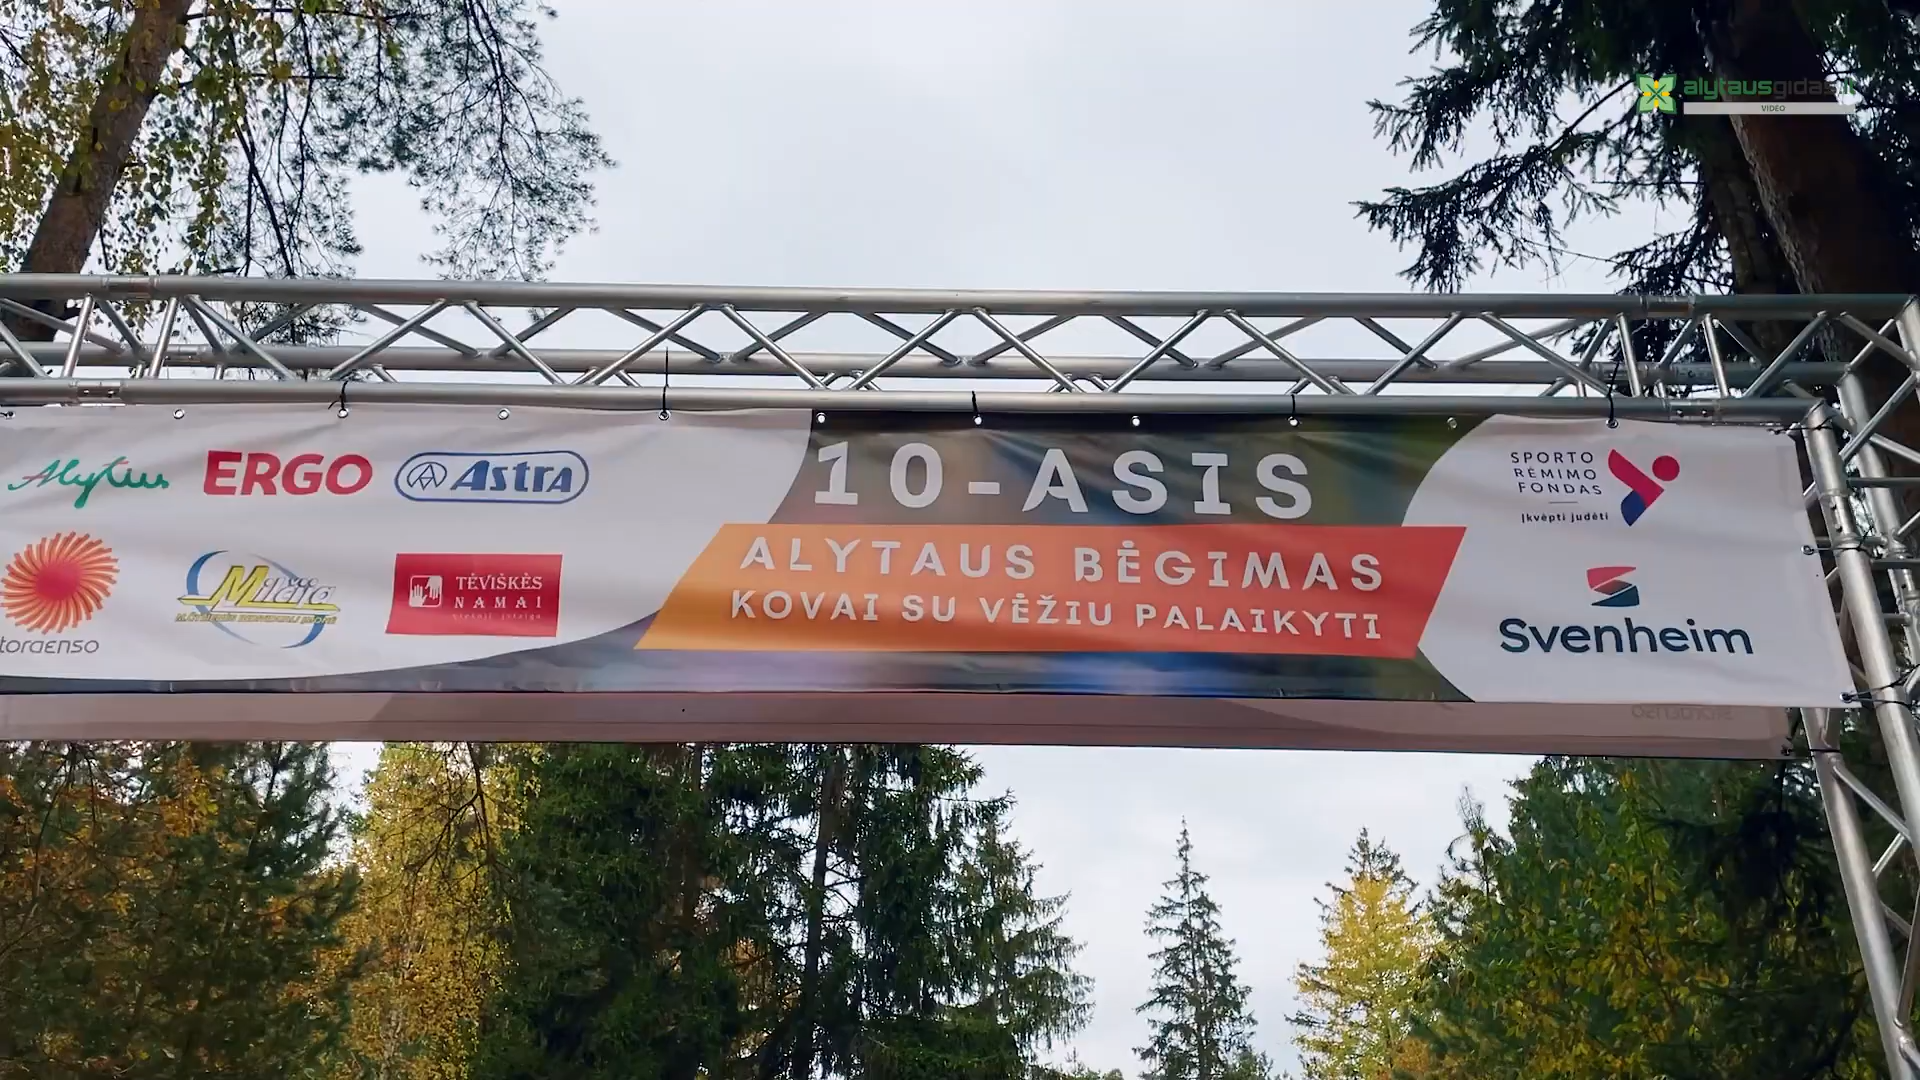 alytausgidas.lt
VIDEO
Alytus
ERGO
Astra
10-ASIS
ALYTAUS BĖGIMAS
KOVAI SU VĖŽIU PALAIKYTI
SPORTO
RĖMIMO
FONDAS
Įkvėpti judėti
toraenso
Milčija
TĖVIŠKĖS
NAMAI
Svenheim